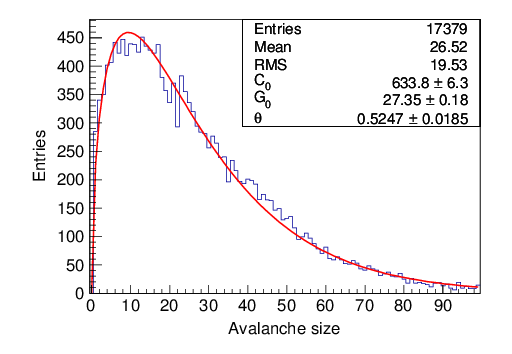 Entries 17379
Mean 26.52
RMS 19.53
C0 633.8 ± 6.3
G0 27.35 ± 0.18
θ 0.5247 ± 0.0185
450
400
350
300
250
200
150
100
50
0
Entries
0 10 20 30 40 50 60 70 80 90
Avalanche size